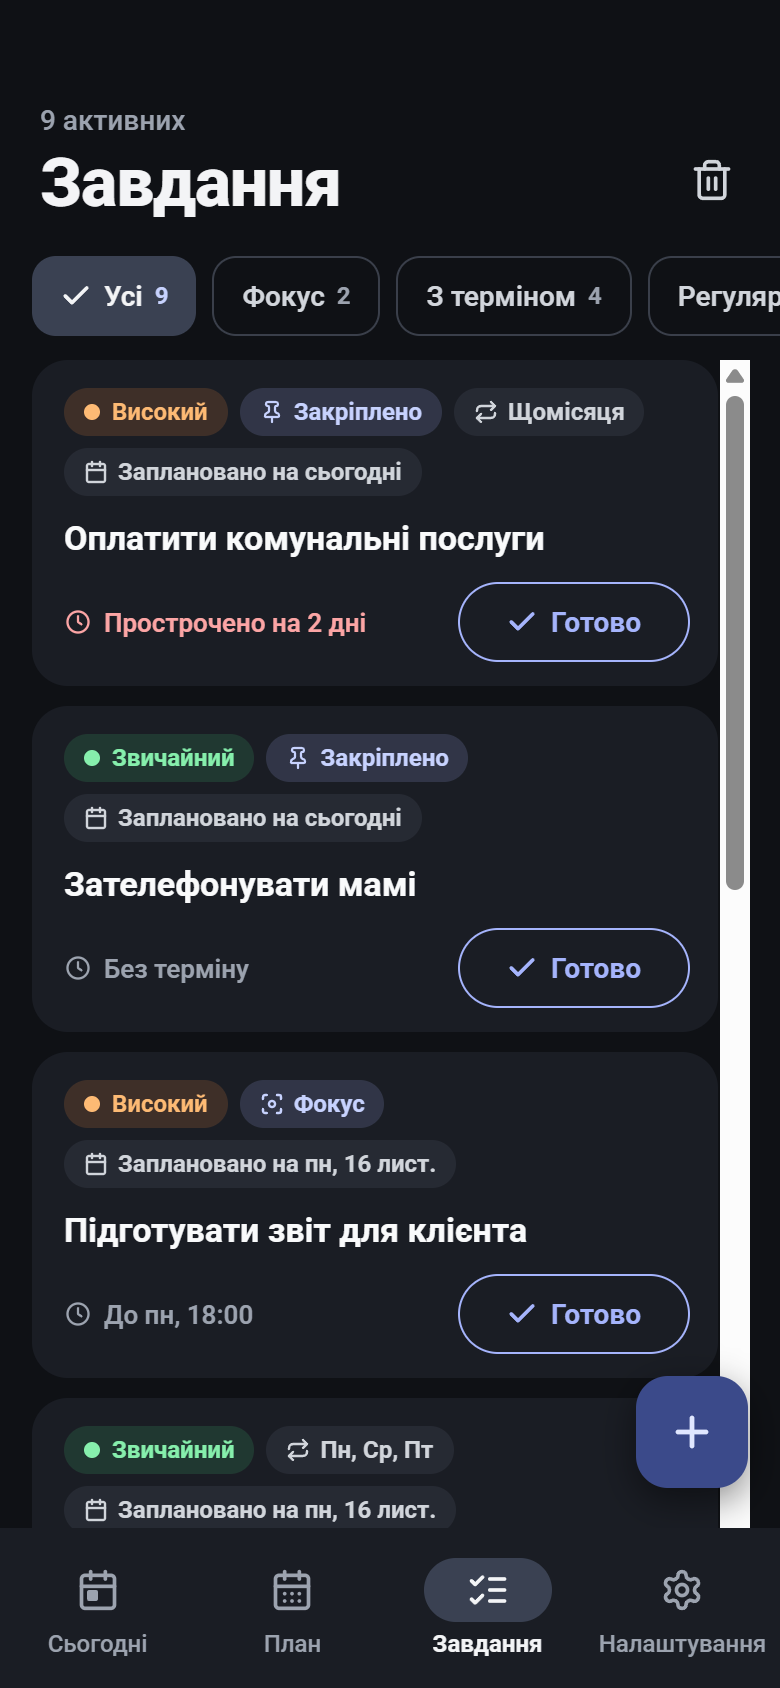 9 активних
Завдання
Усі 9 Фокус 2 З терміном 4 Регуляр
Високий Закріплено Щомісяця
Заплановано на сьогодні
Оплатити комунальні послуги
Прострочено на 2 дні Готово
Звичайний Закріплено
Заплановано на сьогодні
Зателефонувати мамі
Без терміну Готово
Високий Фокус
Заплановано на пн, 16 лист.
Підготувати звіт для клієнта
До пн, 18:00 Готово
Звичайний Пн, Ср, Пт
Заплановано на пн, 16 лист.
Сьогодні План Завдання Налаштування